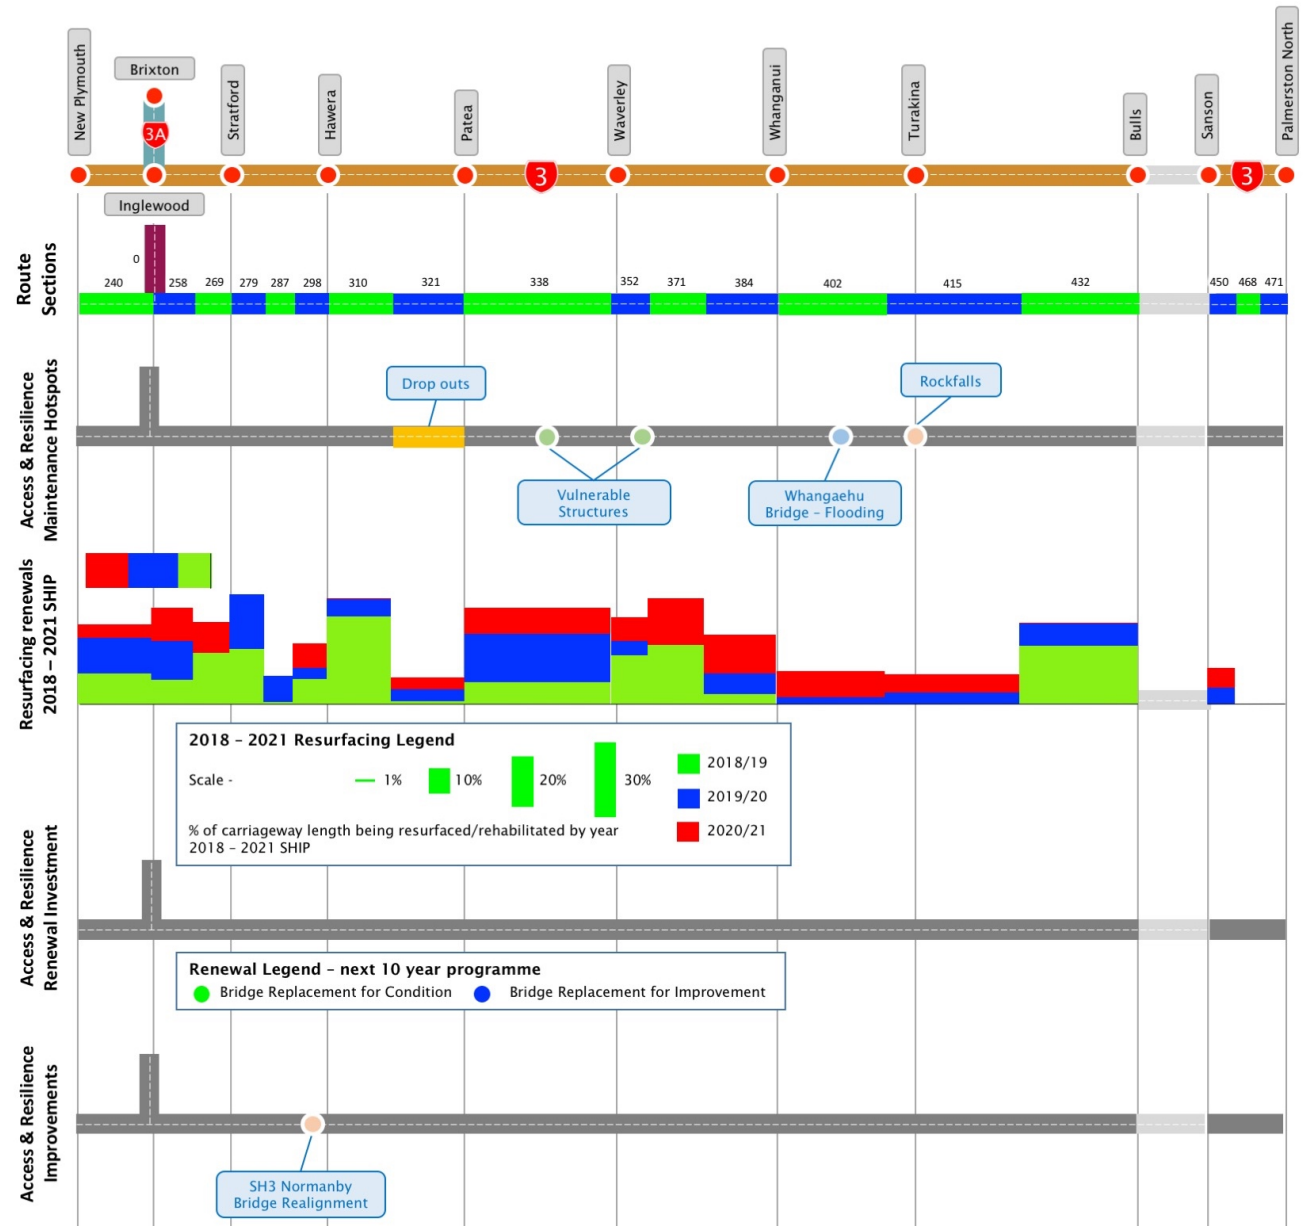 New Plymouth
Brixton
Stratford
Hawera
Patea
Waverley
Whanganui
Turakina
Bulls
Sanson
Palmerston North
3A
3
3
Inglewood
Route
Sections
0
240
258
269
279
287
298
310
321
338
352
371
384
402
415
432
450
468
471
Access & Resilience
Maintenance Hotspots
Drop outs
Rockfalls
Vulnerable
Structures
Whangaehu
Bridge – Flooding
Resurfacing renewals
2018 – 2021 SHIP
2018 – 2021 Resurfacing Legend
Scale -
1%
10%
20%
30%
2018/19
2019/20
2020/21
% of carriageway length being resurfaced/rehabilitated by year
2018 – 2021 SHIP
Access & Resilience
Renewal Investment
Renewal Legend – next 10 year programme
Bridge Replacement for Condition
Bridge Replacement for Improvement
Access & Resilience
Improvements
SH3 Normanby
Bridge Realignment